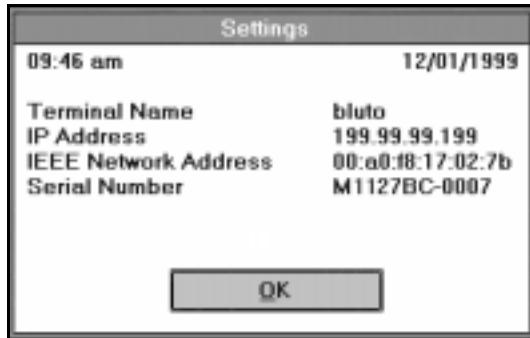 Settings
09:46 am 12/01/1999
Terminal Name bluto
IP Address 199.99.99.199
IEEE Network Address 00:a0:f8:17:02:7b
Serial Number M1127BC-0007
OK